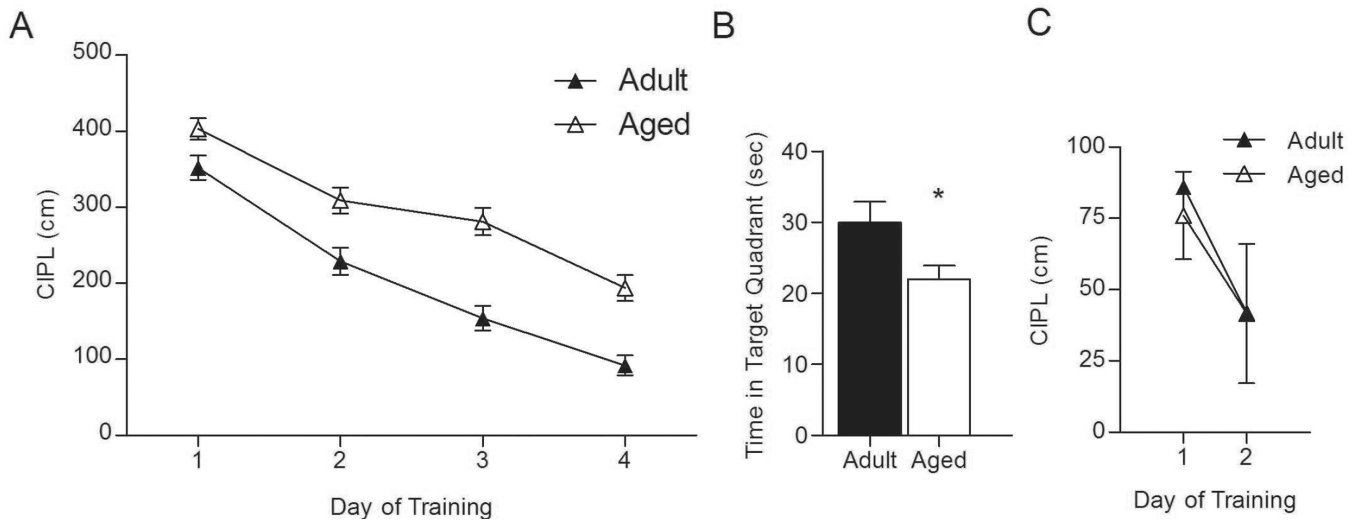 A
CIPL (cm)
500
400
300
200
100
0
1 2 3 4
Day of Training
Adult
Aged
B
Time in Target Quadrant (sec)
40
30
20
10
0
*
Adult Aged
C
Adult
Aged
CIPL (cm)
100
75
50
25
0
1 2
Day of Training